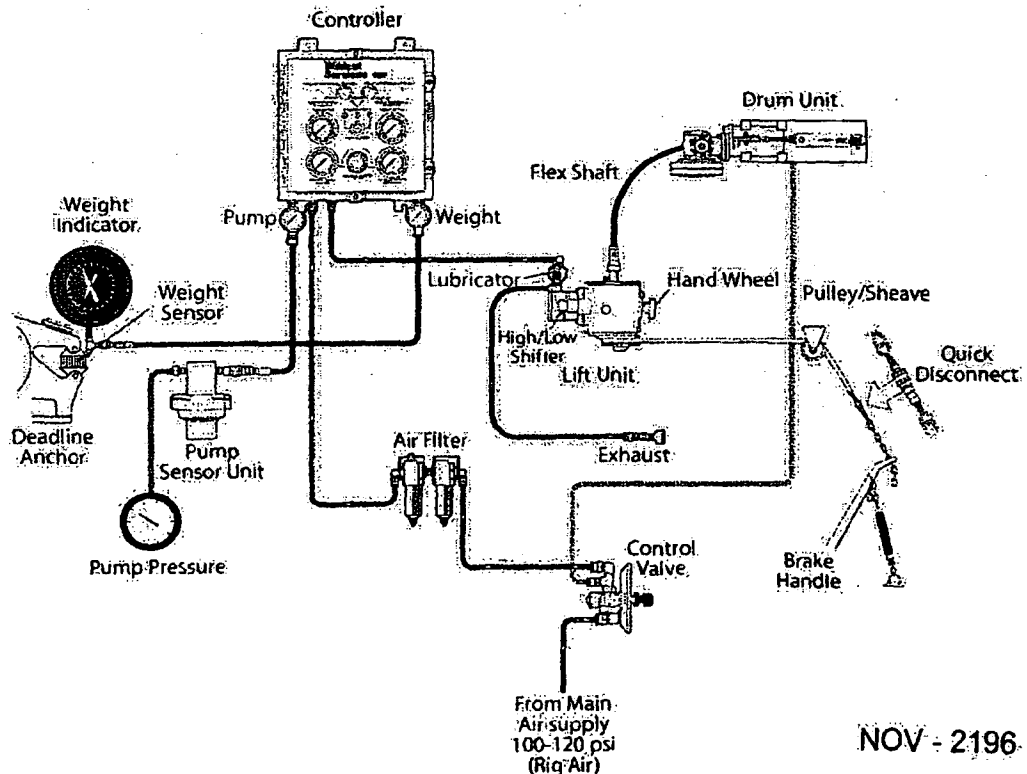 Controller
Drum Unit
Flex Shaft
Weight
Indicator
Pump
Weight
Weight
Sensor
Lubricator
Hand Wheel
Pulley/Sheave
High/Low
Shifter
Lift Unit
Quick
Disconnect
Deadline
Anchor
Pump
Sensor Unit
Air Filter
Exhaust
Pump Pressure
Control
Valve
Brake
Handle
From Main
Air supply
100-120 psi
(Rig Air)
NOV - 2196